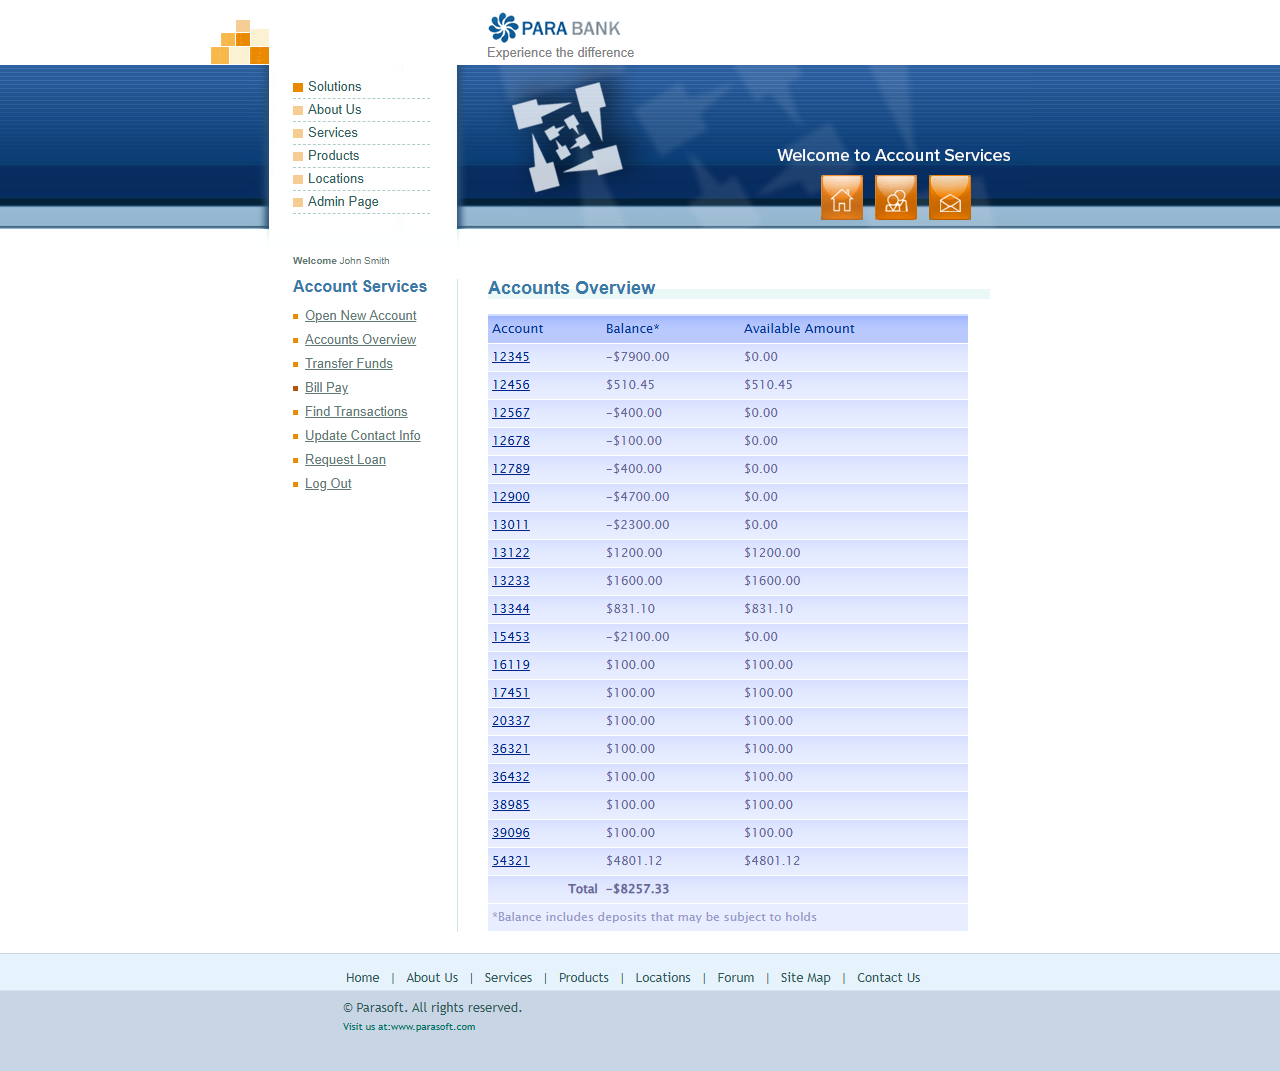 PARA BANK
Experience the difference
Solutions
About Us
Services
Products
Locations
Admin Page
Welcome to Account Services
Welcome John Smith
Account Services
Open New Account
Accounts Overview
Transfer Funds
Bill Pay
Find Transactions
Update Contact Info
Request Loan
Log Out
Accounts Overview
Account Balance* Available Amount
12345 -$7900.00 $0.00
12456 $510.45 $510.45
12567 -$400.00 $0.00
12678 -$100.00 $0.00
12789 -$400.00 $0.00
12900 -$4700.00 $0.00
13011 -$2300.00 $0.00
13122 $1200.00 $1200.00
13233 $1600.00 $1600.00
13344 $831.10 $831.10
15453 -$2100.00 $0.00
16119 $100.00 $100.00
17451 $100.00 $100.00
20337 $100.00 $100.00
36321 $100.00 $100.00
36432 $100.00 $100.00
38985 $100.00 $100.00
39096 $100.00 $100.00
54321 $4801.12 $4801.12
Total -$8257.33
*Balance includes deposits that may be subject to holds
Home | About Us | Services | Products | Locations | Forum | Site Map | Contact Us
© Parasoft. All rights reserved.
Visit us at:www.parasoft.com